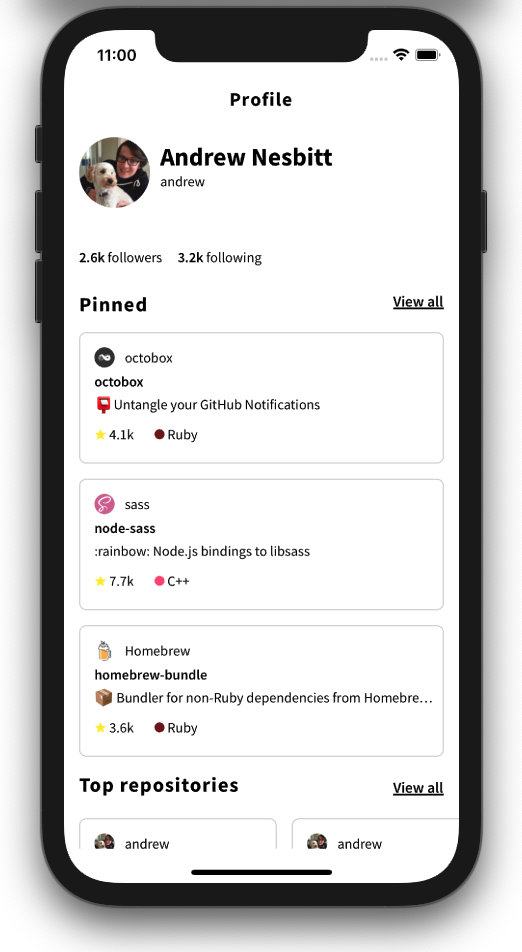 11:00
Profile
Andrew Nesbitt
andrew
2.6k followers 3.2k following
Pinned View all
octobox
octobox
📮 Untangle your GitHub Notifications
4.1k Ruby
sass
node-sass
:rainbow: Node.js bindings to libsass
7.7k C++
Homebrew
homebrew-bundle
📦 Bundler for non-Ruby dependencies from Homebre…
3.6k Ruby
Top repositories View all
andrew andrew